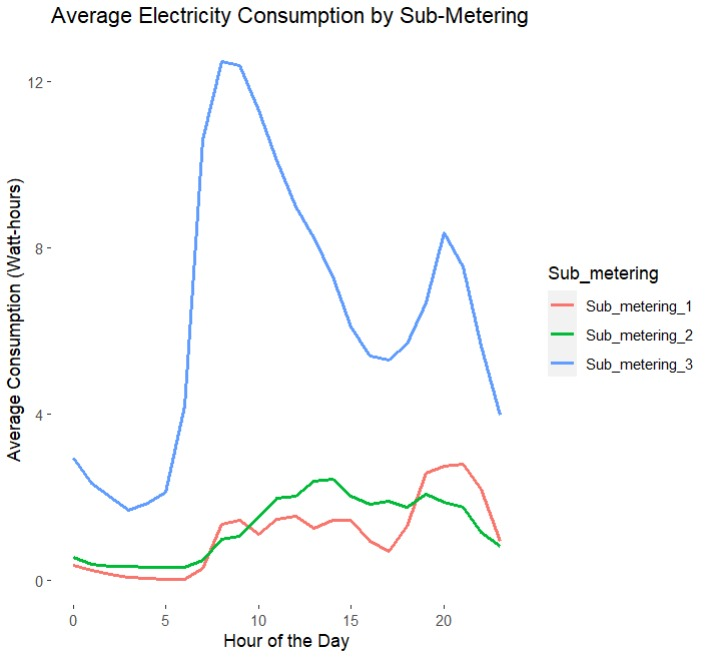 Average Electricity Consumption by Sub-Metering
Average Consumption (Watt-hours)
12
8
4
0
0 5 10 15 20
Hour of the Day
Sub_metering
Sub_metering_1
Sub_metering_2
Sub_metering_3